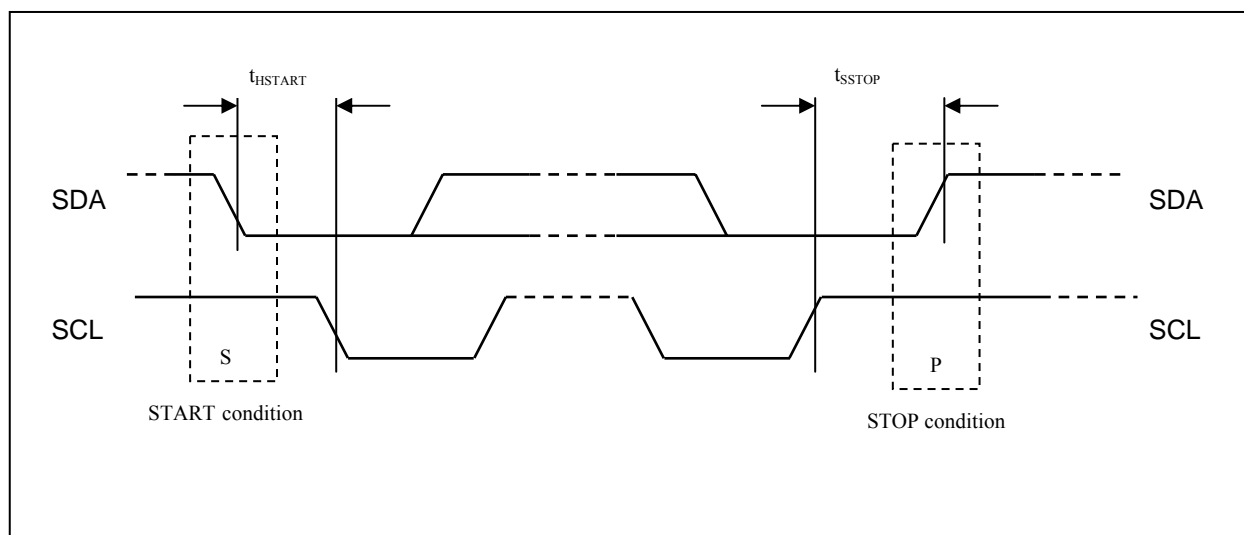 tHSTART
tSSTOP
SDA
SDA
SCL
SCL
S
P
START condition
STOP condition